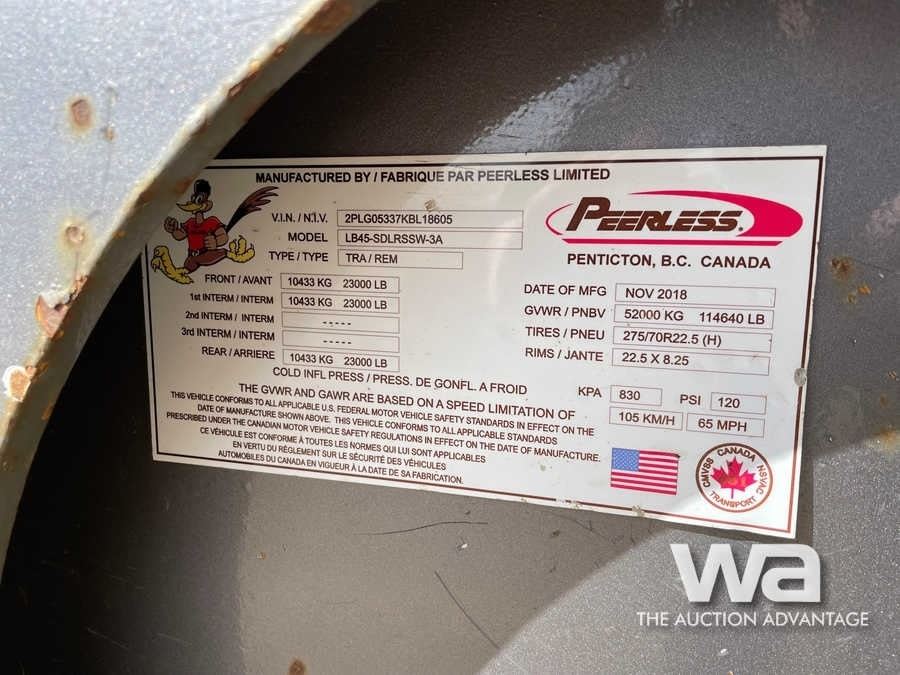 MANUFACTURED BY / FABRIQUE PAR PEERLESS LIMITED
V.I.N. / N.I.V. 2PLG05337KBL18605
MODEL LB45-SDLRSSW-3A
TYPE / TYPE TRA / REM
PEERLESS®
PENTICTON, B.C. CANADA
FRONT / AVANT 10433 KG 23000 LB
1st INTERM / INTERM 10433 KG 23000 LB
2nd INTERM / INTERM -----
3rd INTERM / INTERM -----
REAR / ARRIERE 10433 KG 23000 LB
DATE OF MFG NOV 2018
GVWR / PNBV 52000 KG 114640 LB
TIRES / PNEU 275/70R22.5 (H)
RIMS / JANTE 22.5 X 8.25
COLD INFL PRESS / PRESS. DE GONFL. A FROID KPA 830 PSI 120
THE GVWR AND GAWR ARE BASED ON A SPEED LIMITATION OF 105 KM/H 65 MPH
THIS VEHICLE CONFORMS TO ALL APPLICABLE U.S. FEDERAL MOTOR VEHICLE SAFETY STANDARDS IN EFFECT ON THE
DATE OF MANUFACTURE SHOWN ABOVE. THIS VEHICLE CONFORMS TO ALL APPLICABLE STANDARDS
PRESCRIBED UNDER THE CANADIAN MOTOR VEHICLE SAFETY REGULATIONS IN EFFECT ON THE DATE OF MANUFACTURE.
CE VÉHICULE EST CONFORME À TOUTES LES NORMES QUI LUI SONT APPLICABLES
EN VERTU DU RÈGLEMENT SUR LE SÉCURITÉ DES VÉHICULES
AUTOMOBILES DU CANADA EN VIGUEUR À LA DATE DE SA FABRICATION.
CMVSS CANADA NSVAC
TRANSPORT
wa
THE AUCTION ADVANTAGE